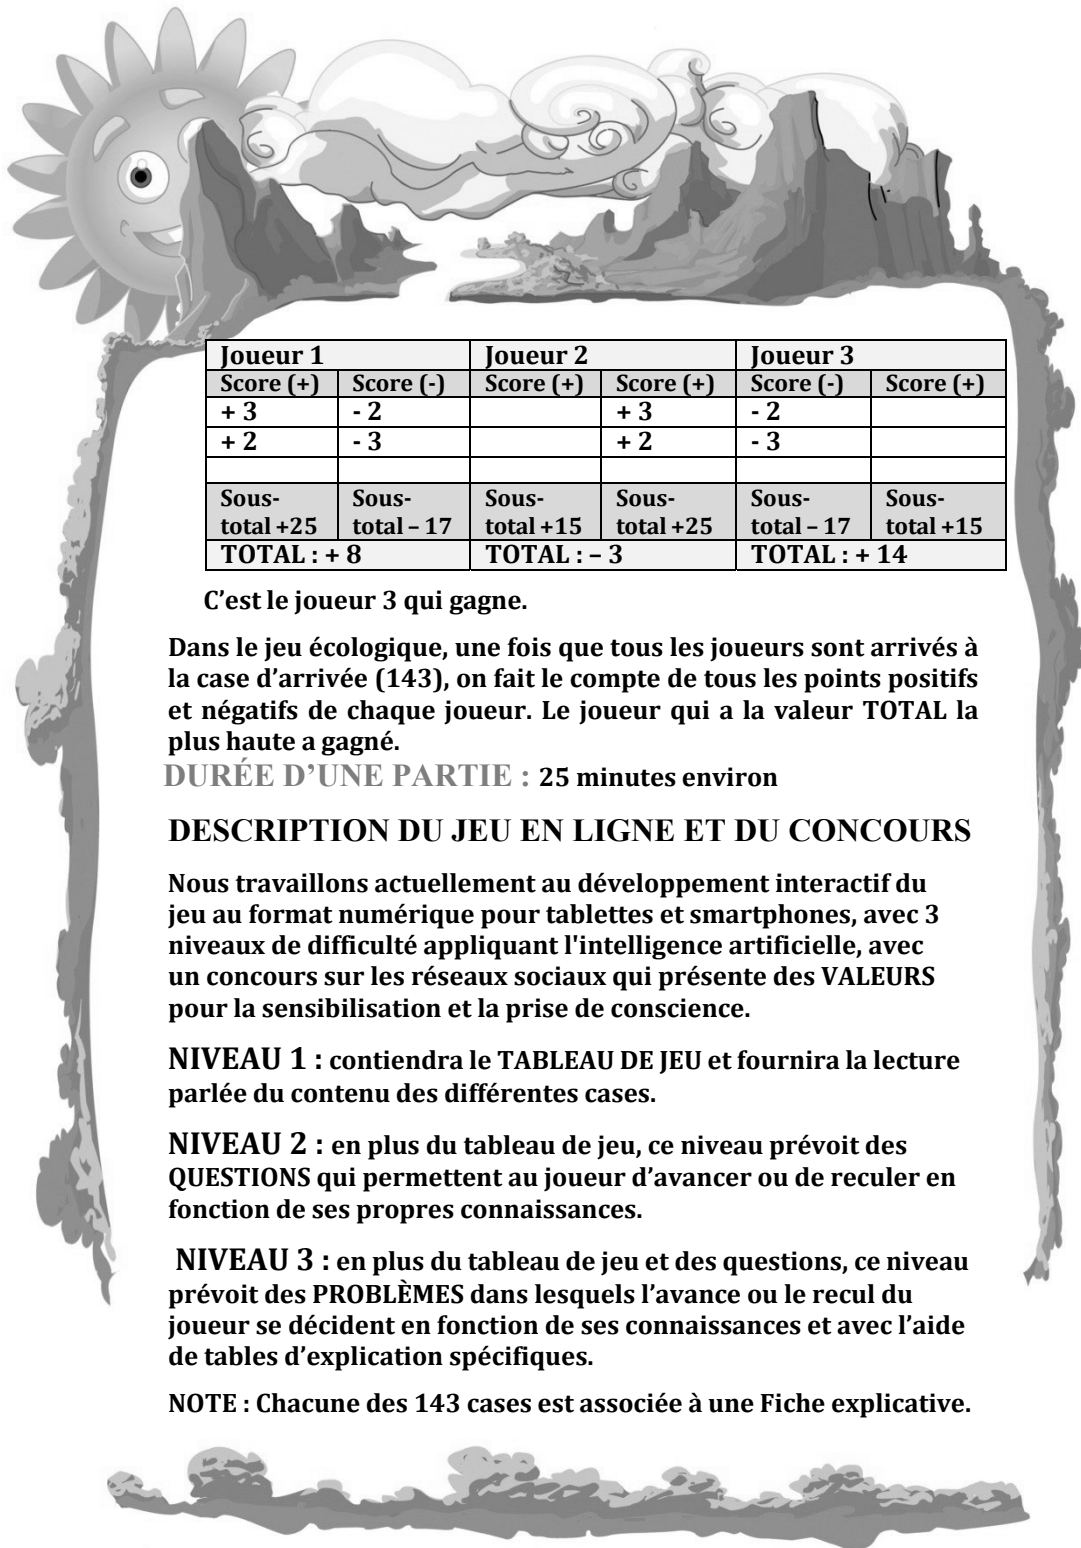 Joueur 1 Joueur 2 Joueur 3
Score (+) Score (-) Score (+) Score (+) Score (-) Score (+)
+ 3 - 2 + 3 - 2
+ 2 - 3 + 2 - 3
Sous- Sous- Sous- Sous- Sous- Sous-
total +25 total – 17 total +15 total +25 total – 17 total +15
TOTAL : + 8 TOTAL : – 3 TOTAL : + 14
C’est le joueur 3 qui gagne.
Dans le jeu écologique, une fois que tous les joueurs sont arrivés à
la case d’arrivée (143), on fait le compte de tous les points positifs
et négatifs de chaque joueur. Le joueur qui a la valeur TOTAL la
plus haute a gagné.
DURÉE D’UNE PARTIE : 25 minutes environ
DESCRIPTION DU JEU EN LIGNE ET DU CONCOURS
Nous travaillons actuellement au développement interactif du
jeu au format numérique pour tablettes et smartphones, avec 3
niveaux de difficulté appliquant l'intelligence artificielle, avec
un concours sur les réseaux sociaux qui présente des VALEURS
pour la sensibilisation et la prise de conscience.
NIVEAU 1 : contiendra le TABLEAU DE JEU et fournira la lecture
parlée du contenu des différentes cases.
NIVEAU 2 : en plus du tableau de jeu, ce niveau prévoit des
QUESTIONS qui permettent au joueur d’avancer ou de reculer en
fonction de ses propres connaissances.
NIVEAU 3 : en plus du tableau de jeu et des questions, ce niveau
prévoit des PROBLÈMES dans lesquels l’avance ou le recul du
joueur se décident en fonction de ses connaissances et avec l’aide
de tables d’explication spécifiques.
NOTE : Chacune des 143 cases est associée à une Fiche explicative.